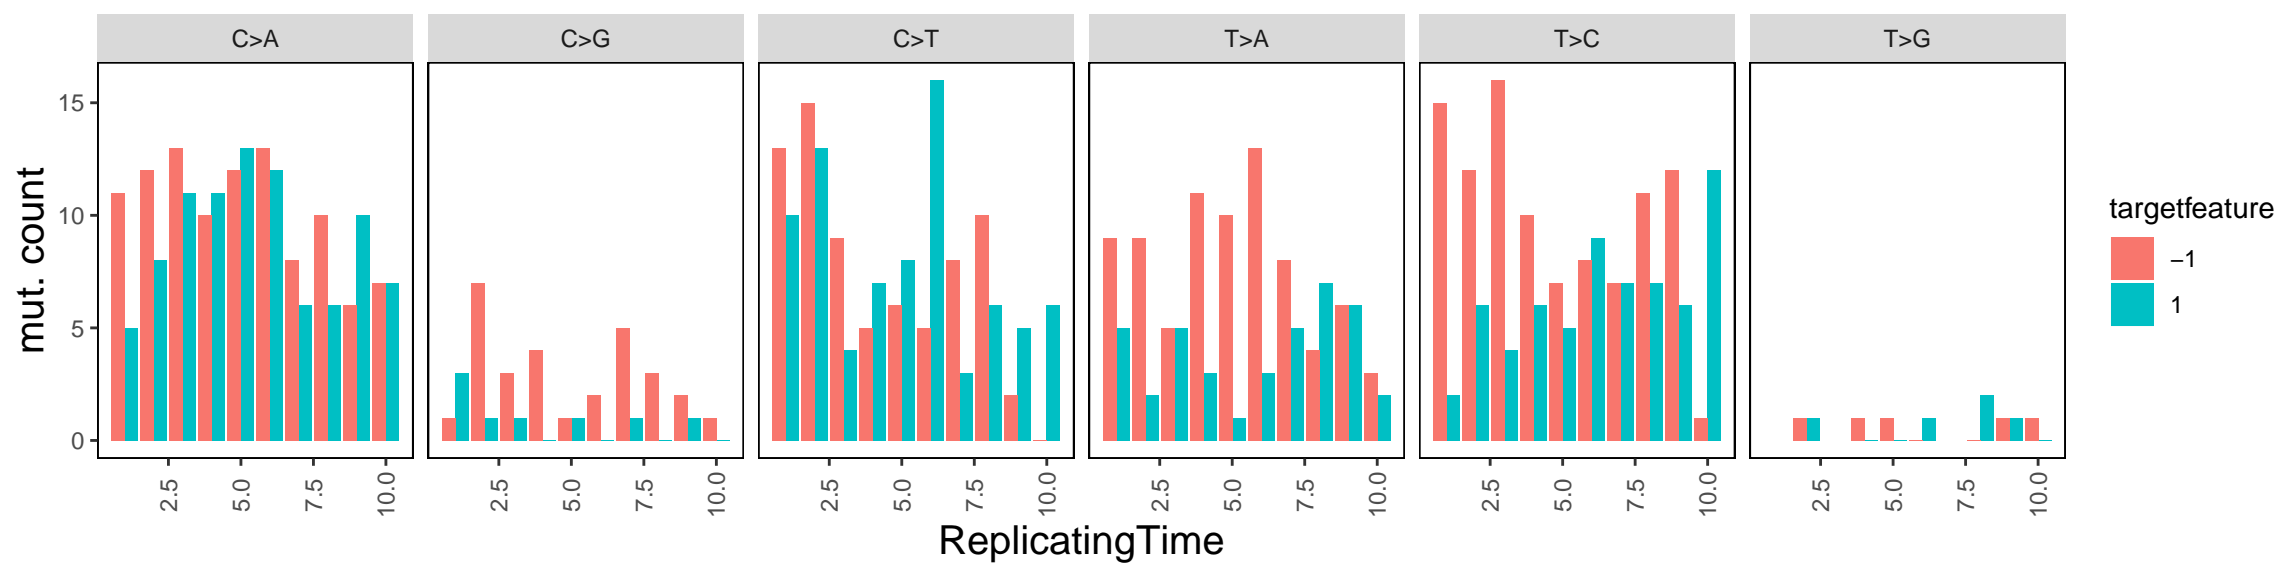 C>A C>G C>T T>A T>C T>G
15
10
5
0
mut. count
2.5 5.0 7.5 10.0 2.5 5.0 7.5 10.0 2.5 5.0 7.5 10.0 2.5 5.0 7.5 10.0 2.5 5.0 7.5 10.0 2.5 5.0 7.5 10.0
ReplicatingTime
targetfeature
−1
1